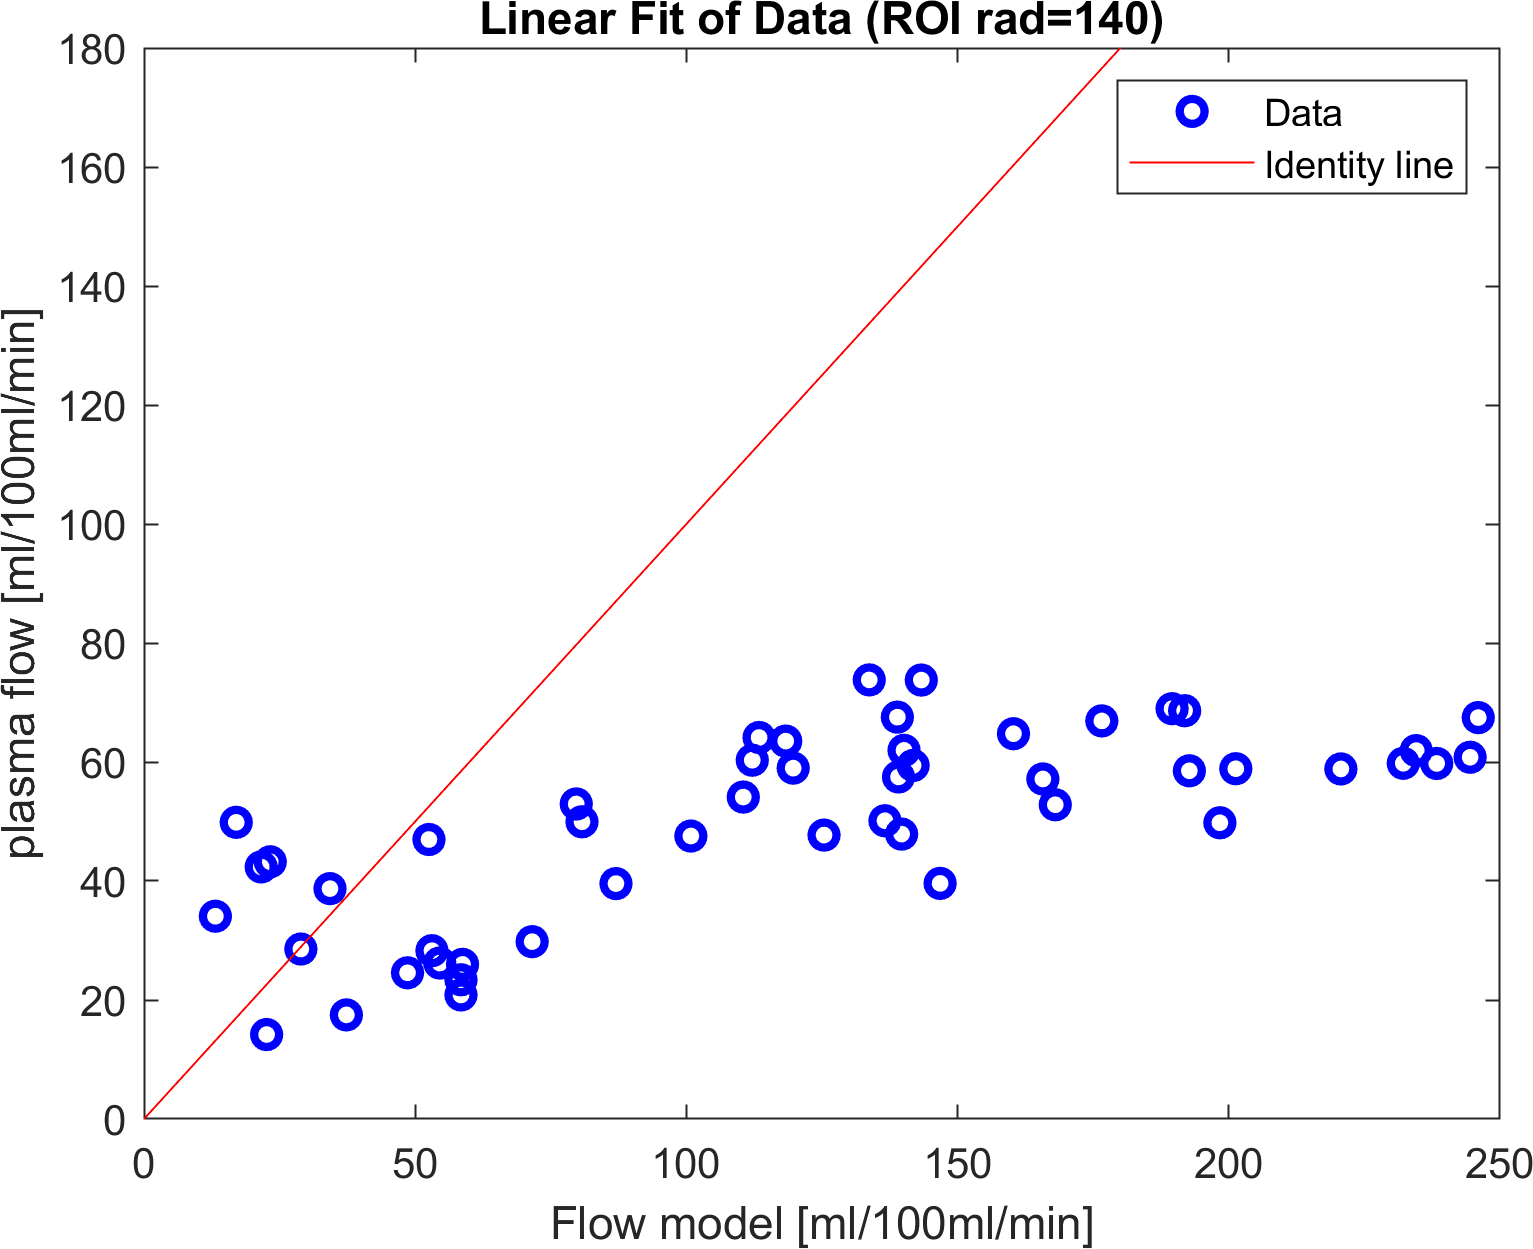 Linear Fit of Data (ROI rad=140)
180
160
140
120
100
80
60
40
20
0
plasma flow [ml/100ml/min]
Data
Identity line
0 50 100 150 200 250
Flow model [ml/100ml/min]